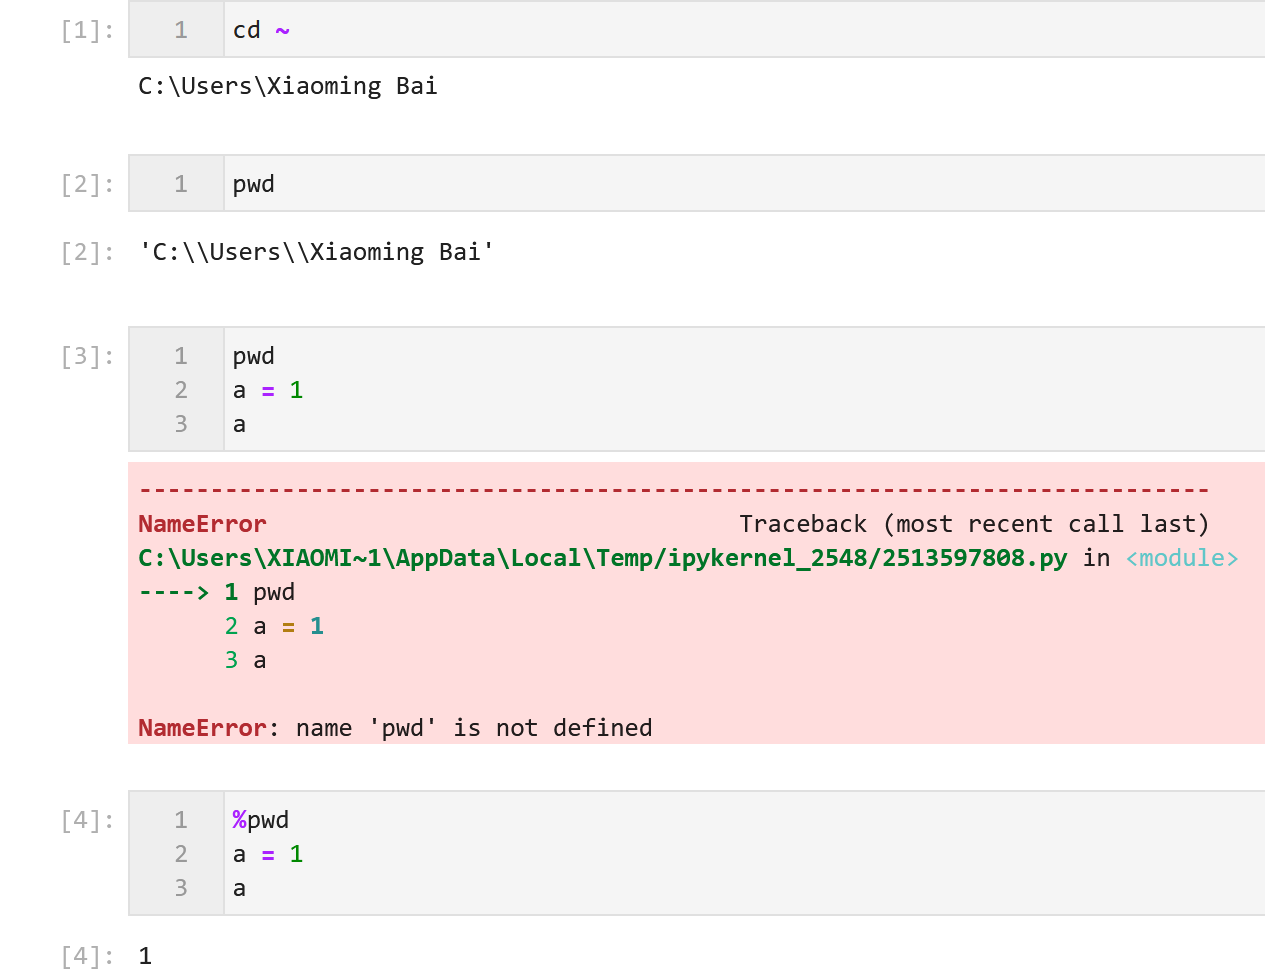 [1]: 1 cd ~
C:\Users\Xiaoming Bai
[2]: 1 pwd
[2]: 'C:\\Users\\Xiaoming Bai'
[3]: 1 pwd
2 a = 1
3 a
---------------------------------------------------------------------------
NameError                                 Traceback (most recent call last)
C:\Users\XIAOMI~1\AppData\Local\Temp/ipykernel_2548/2513597808.py in <module>
----> 1 pwd
      2 a = 1
      3 a
NameError: name 'pwd' is not defined
[4]: 1 %pwd
2 a = 1
3 a
[4]: 1